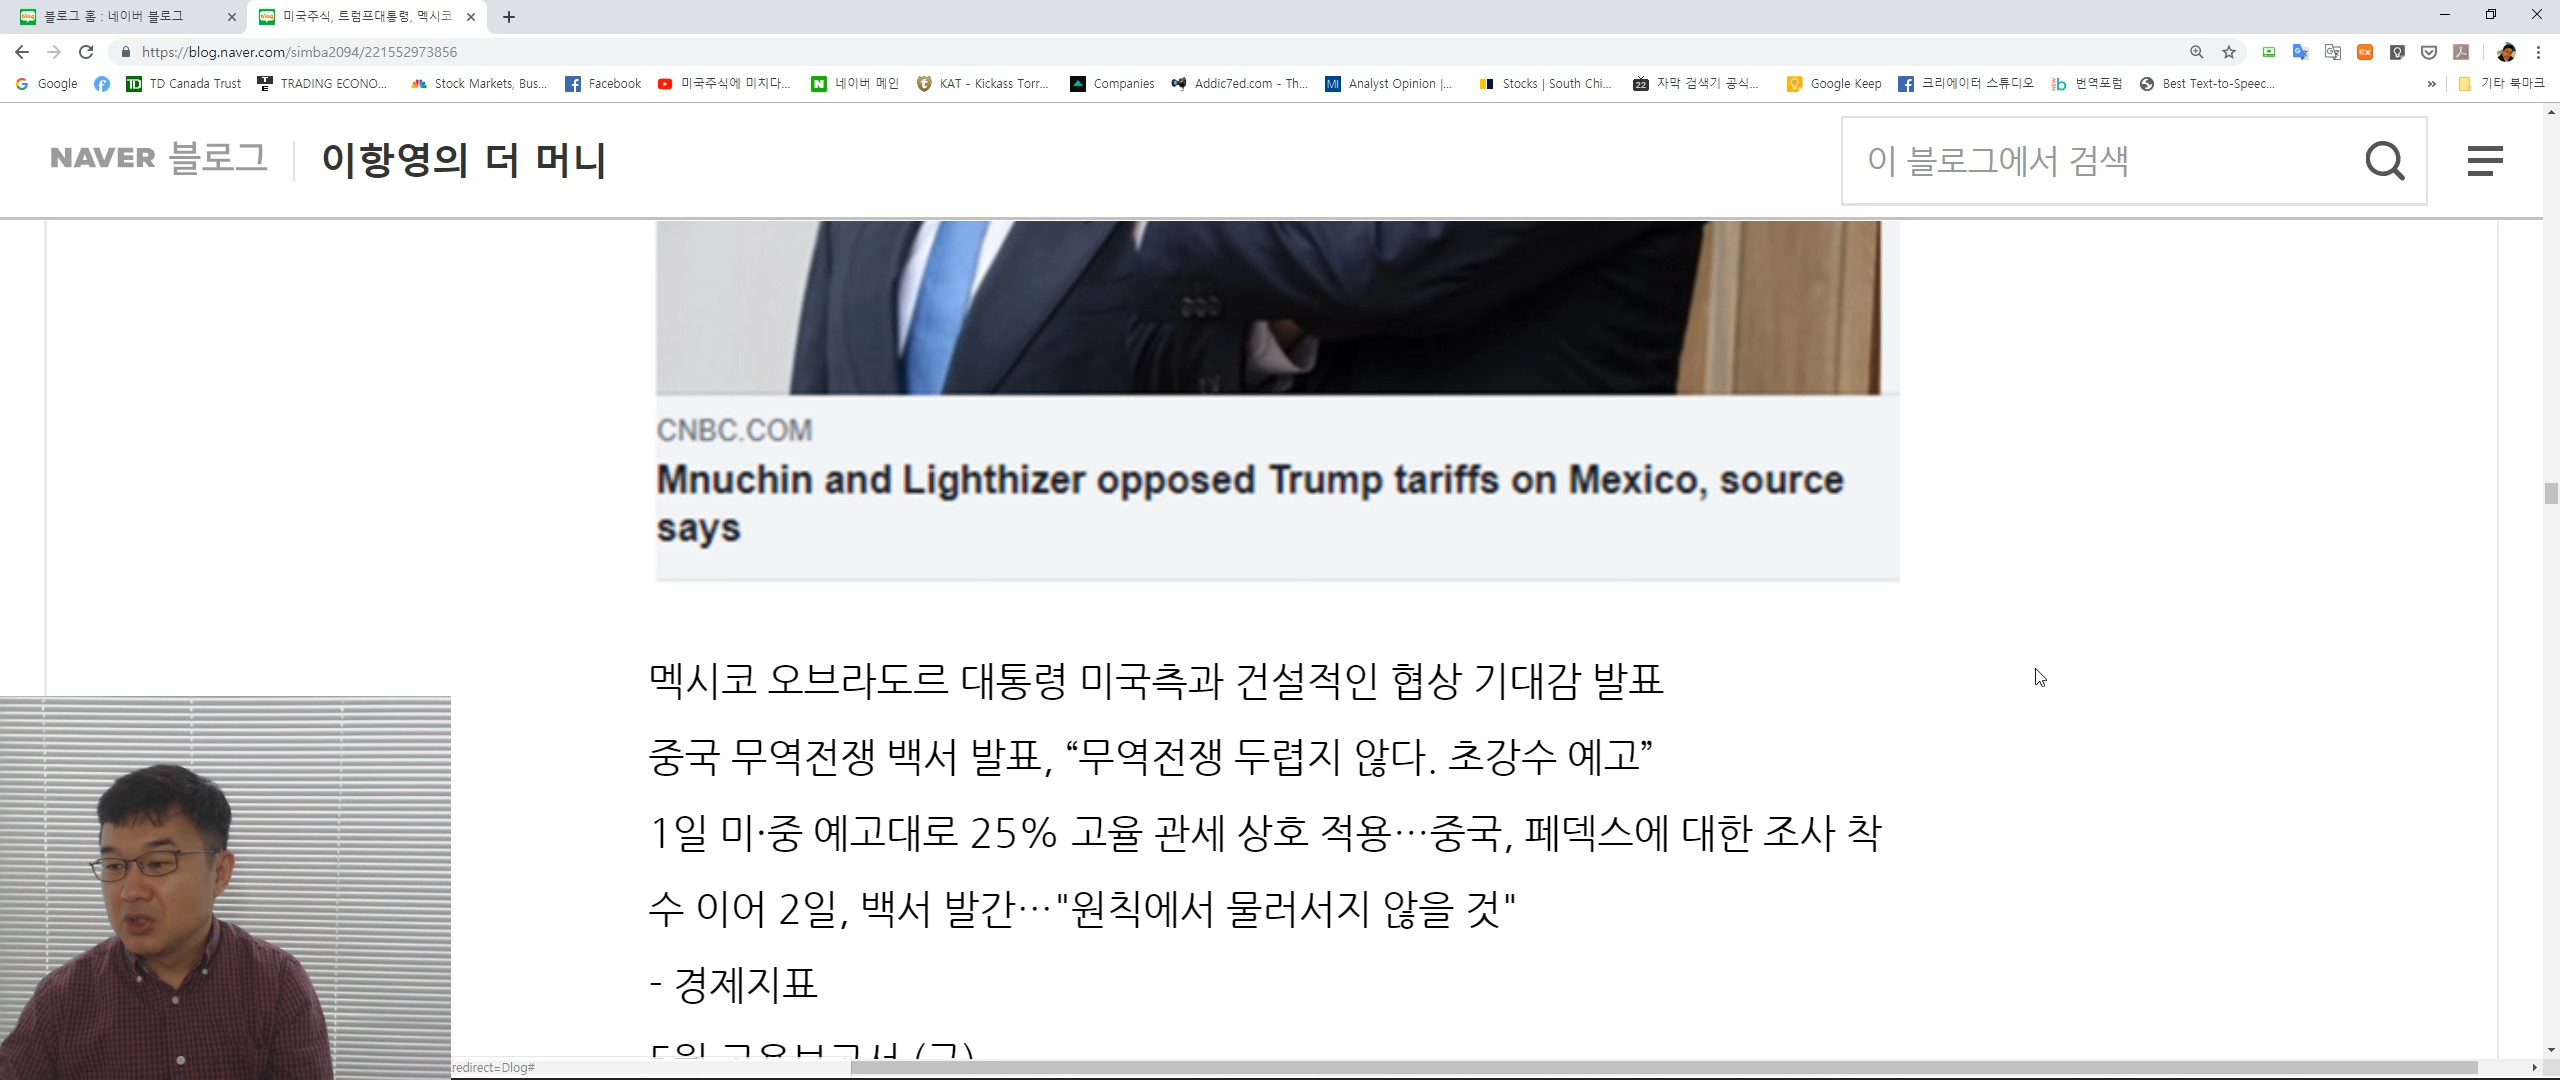 블로그 홈 : 네이버 블로그
미국주식, 트럼프대통령, 멕시코
https://blog.naver.com/simba2094/221552973856
Google
TD Canada Trust
TRADING ECONO...
Stock Markets, Bus...
Facebook
미국주식에 미치다...
네이버 메인
KAT - Kickass Torr...
Companies
Addic7ed.com - Th...
Analyst Opinion |...
Stocks | South Chi...
자막 검색기 공식...
Google Keep
크리에이터 스튜디오
번역포럼
Best Text-to-Speec...
기타 북마크
NAVER 블로그
이항영의 더 머니
이 블로그에서 검색
CNBC.COM
Mnuchin and Lighthizer opposed Trump tariffs on Mexico, source
says
멕시코 오브라도르 대통령 미국측과 건설적인 협상 기대감 발표
중국 무역전쟁 백서 발표, “무역전쟁 두렵지 않다. 초강수 예고”
1일 미·중 예고대로 25% 고율 관세 상호 적용…중국, 페덱스에 대한 조사 착
수 이어 2일, 백서 발간…"원칙에서 물러서지 않을 것"
- 경제지표
5월 고용보고서 (금)
redirect=Dlog#